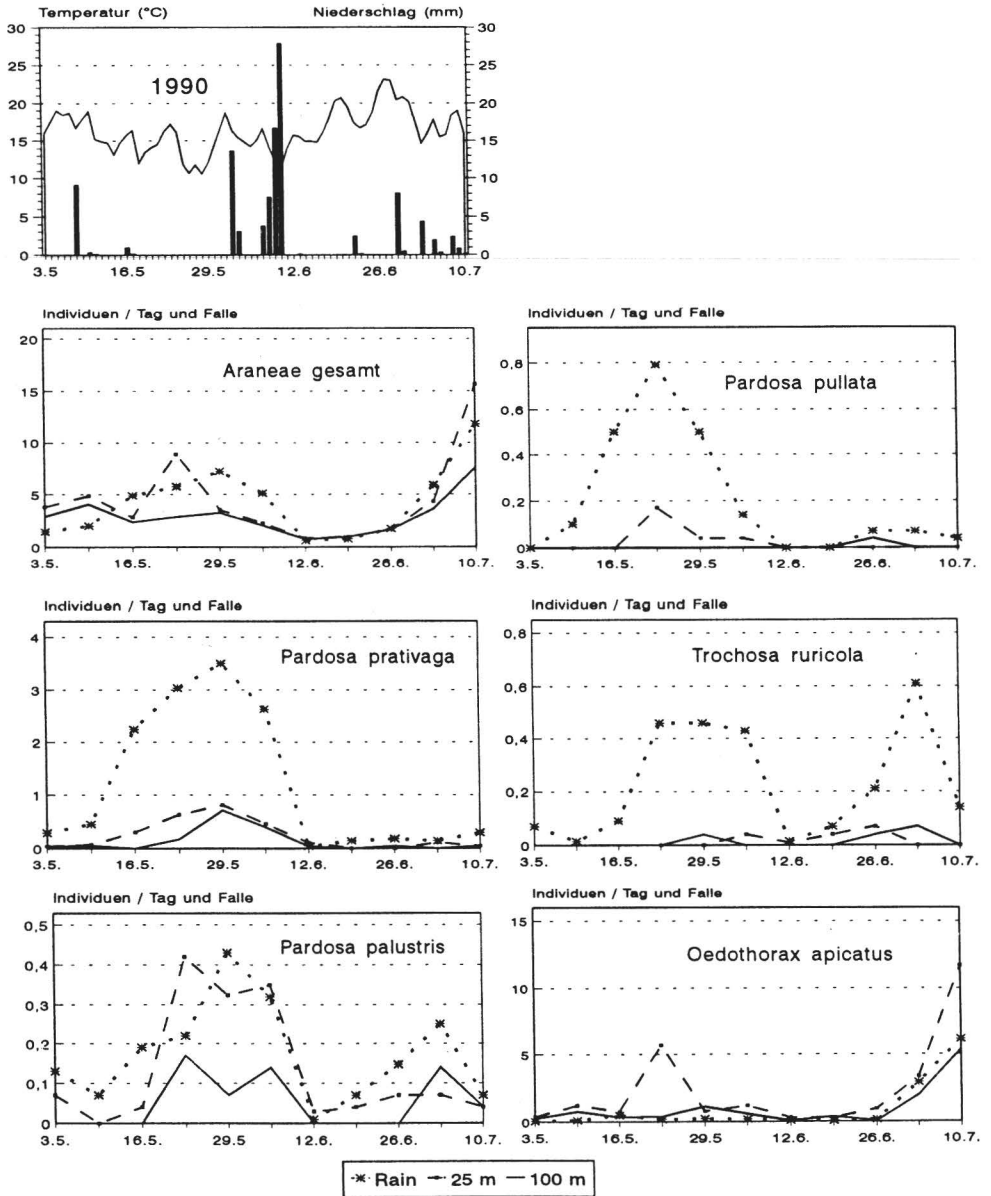 Temperatur (°C) Niederschlag (mm)
30 30
25 25
1990
20 20
15 15
10 10
5 5
0 0
3.5. 16.5 29.5 12.6 26.6. 10.7.
Individuen / Tag und Falle
20
Araneae gesamt
15
10
5
0
3.5. 16.5. 29.5 12.6. 26.6. 10.7.
Individuen / Tag und Falle
0,8
Pardosa pullata
0,6
0,4
0,2
0
3.5. 16.5. 29.5 12.6. 26.6. 10.7.
Individuen / Tag und Falle
4
Pardosa prativaga
3
2
1
0
3.5. 16.5. 29.5 12.6. 26.6. 10.7.
Individuen / Tag und Falle
0,8
Trochosa ruricola
0,6
0,4
0,2
0
3.5. 16.5. 29.5 12.6. 26.6. 10.7.
Individuen / Tag und Falle
0,5
Pardosa palustris
0,4
0,3
0,2
0,1
0
3.5. 16.5. 29.5 12.6. 26.6. 10.7.
Individuen / Tag und Falle
15
Oedothorax apicatus
10
5
0
3.5. 16.5. 29.5 12.6. 26.6. 10.7.
Rain 25 m 100 m